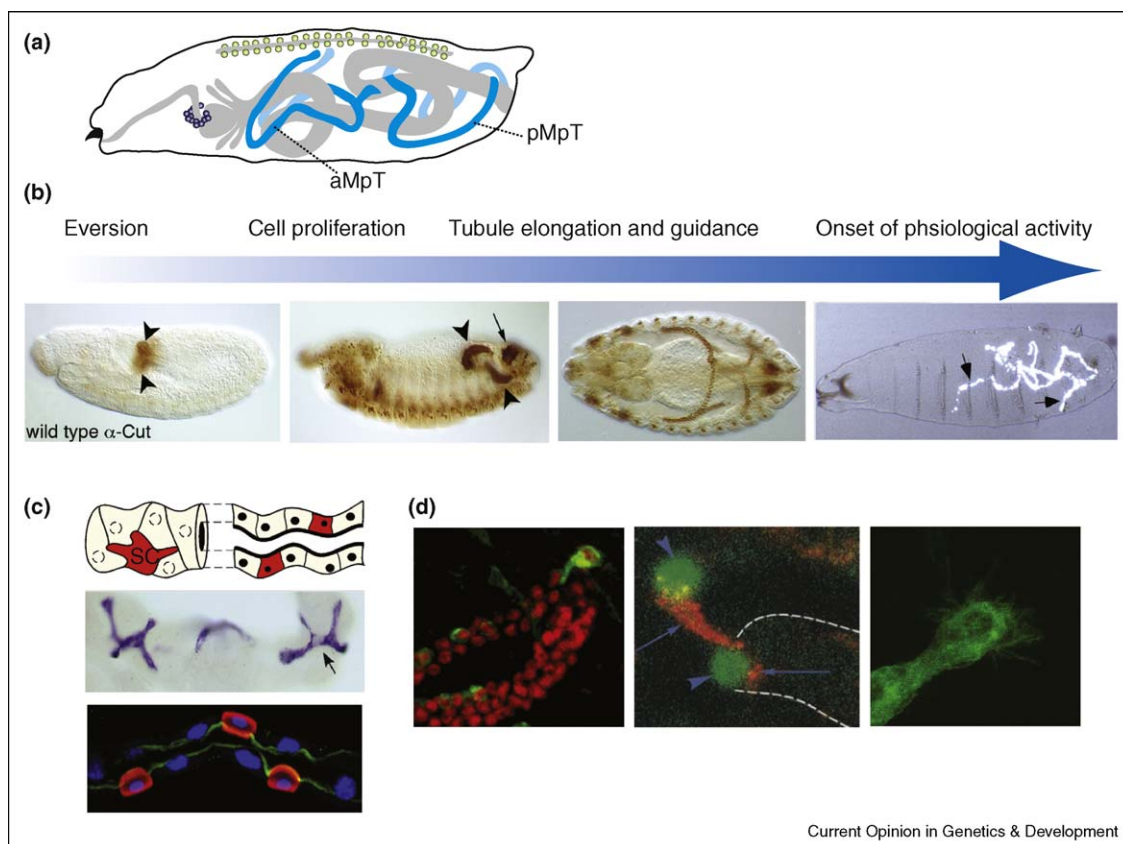 (a)
pMpT
aMpT
(b)
Eversion Cell proliferation Tubule elongation and guidance Onset of phsiological activity
wild type α-Cut
(c)
SC
(d)
Current Opinion in Genetics & Development